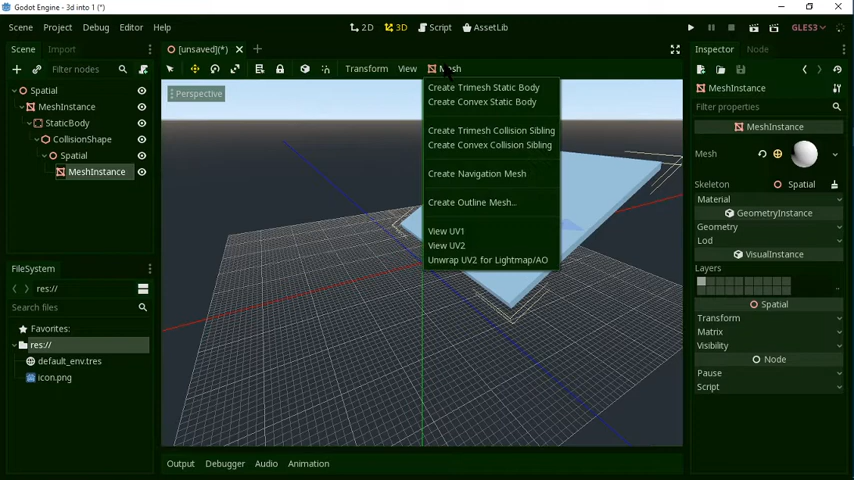 Godot Engine - 3d into 1 (*)
Scene Project Debug Editor Help
2D 3D Script AssetLib
GLES3
Scene Import
[unsaved](*)
Inspector Node
Filter nodes
Transform View Mesh
Spatial
MeshInstance
StaticBody
CollisionShape
Spatial
MeshInstance
Perspective
Create Trimesh Static Body
Create Convex Static Body
Create Trimesh Collision Sibling
Create Convex Collision Sibling
Create Navigation Mesh
Create Outline Mesh...
View UV1
View UV2
Unwrap UV2 for Lightmap/AO
MeshInstance
Filter properties
MeshInstance
Mesh
Skeleton Spatial
Material
GeometryInstance
Geometry
Lod
VisualInstance
Layers
Spatial
Transform
Matrix
Visibility
Node
Pause
Script
FileSystem
res://
Search files
Favorites:
res://
default_env.tres
icon.png
Output Debugger Audio Animation